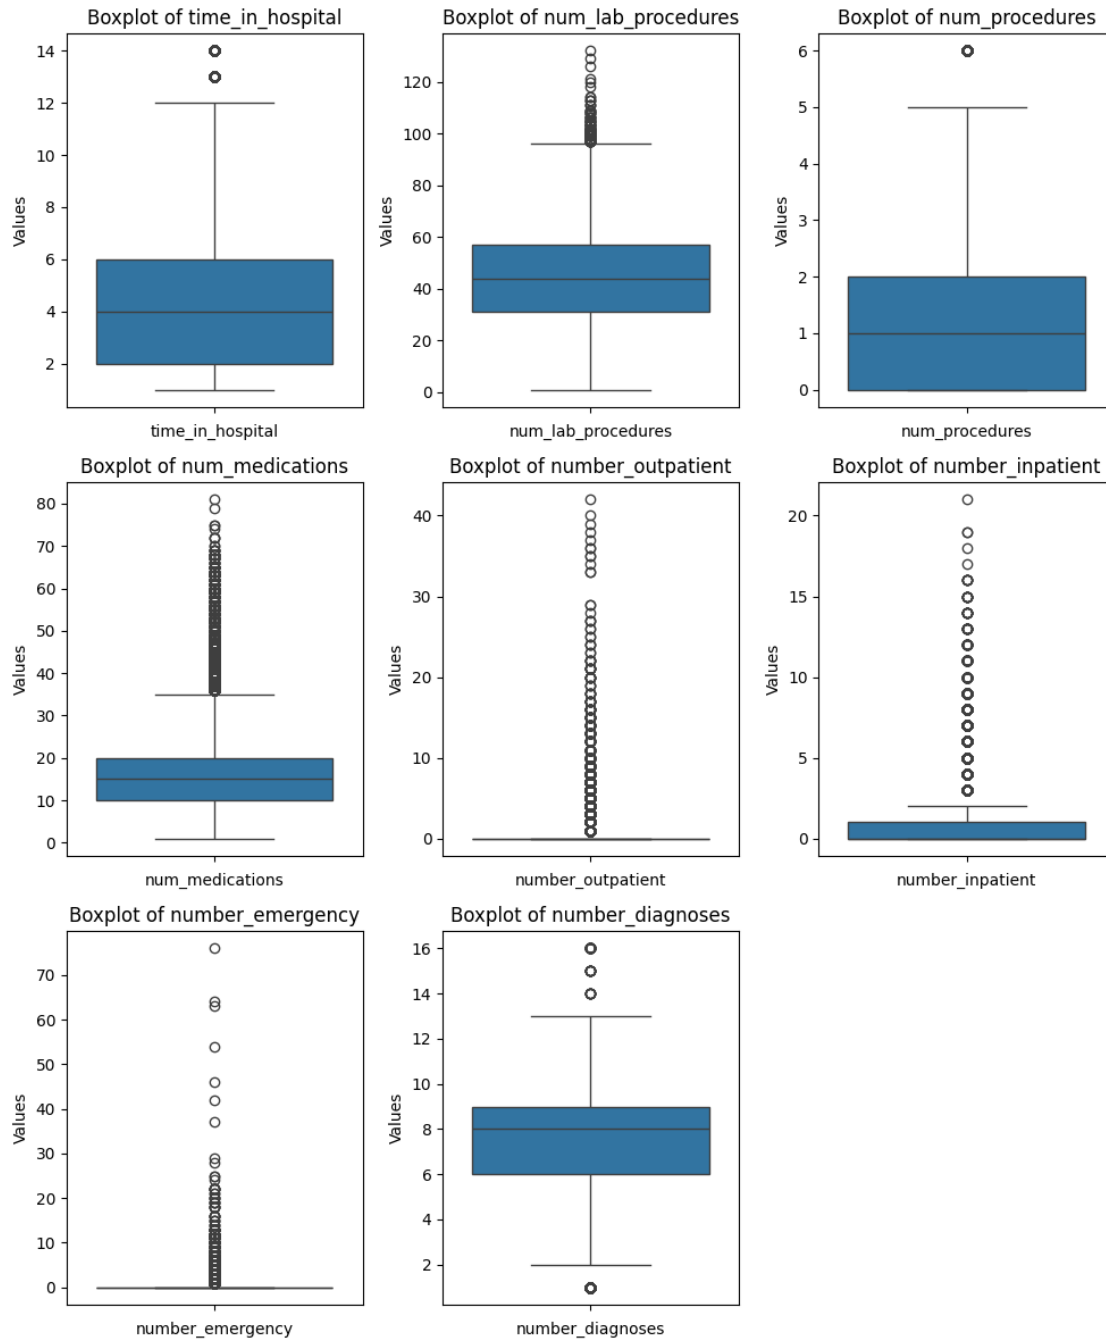 Boxplot of time_in_hospital
14
12
10
8
6
4
2
Values
time_in_hospital
Boxplot of num_lab_procedures
120
100
80
60
40
20
0
Values
num_lab_procedures
Boxplot of num_procedures
6
5
4
3
2
1
0
Values
num_procedures
Boxplot of num_medications
80
70
60
50
40
30
20
10
0
Values
num_medications
Boxplot of number_outpatient
40
30
20
10
0
Values
number_outpatient
Boxplot of number_inpatient
20
15
10
5
0
Values
number_inpatient
Boxplot of number_emergency
70
60
50
40
30
20
10
0
Values
number_emergency
Boxplot of number_diagnoses
16
14
12
10
8
6
4
2
Values
number_diagnoses